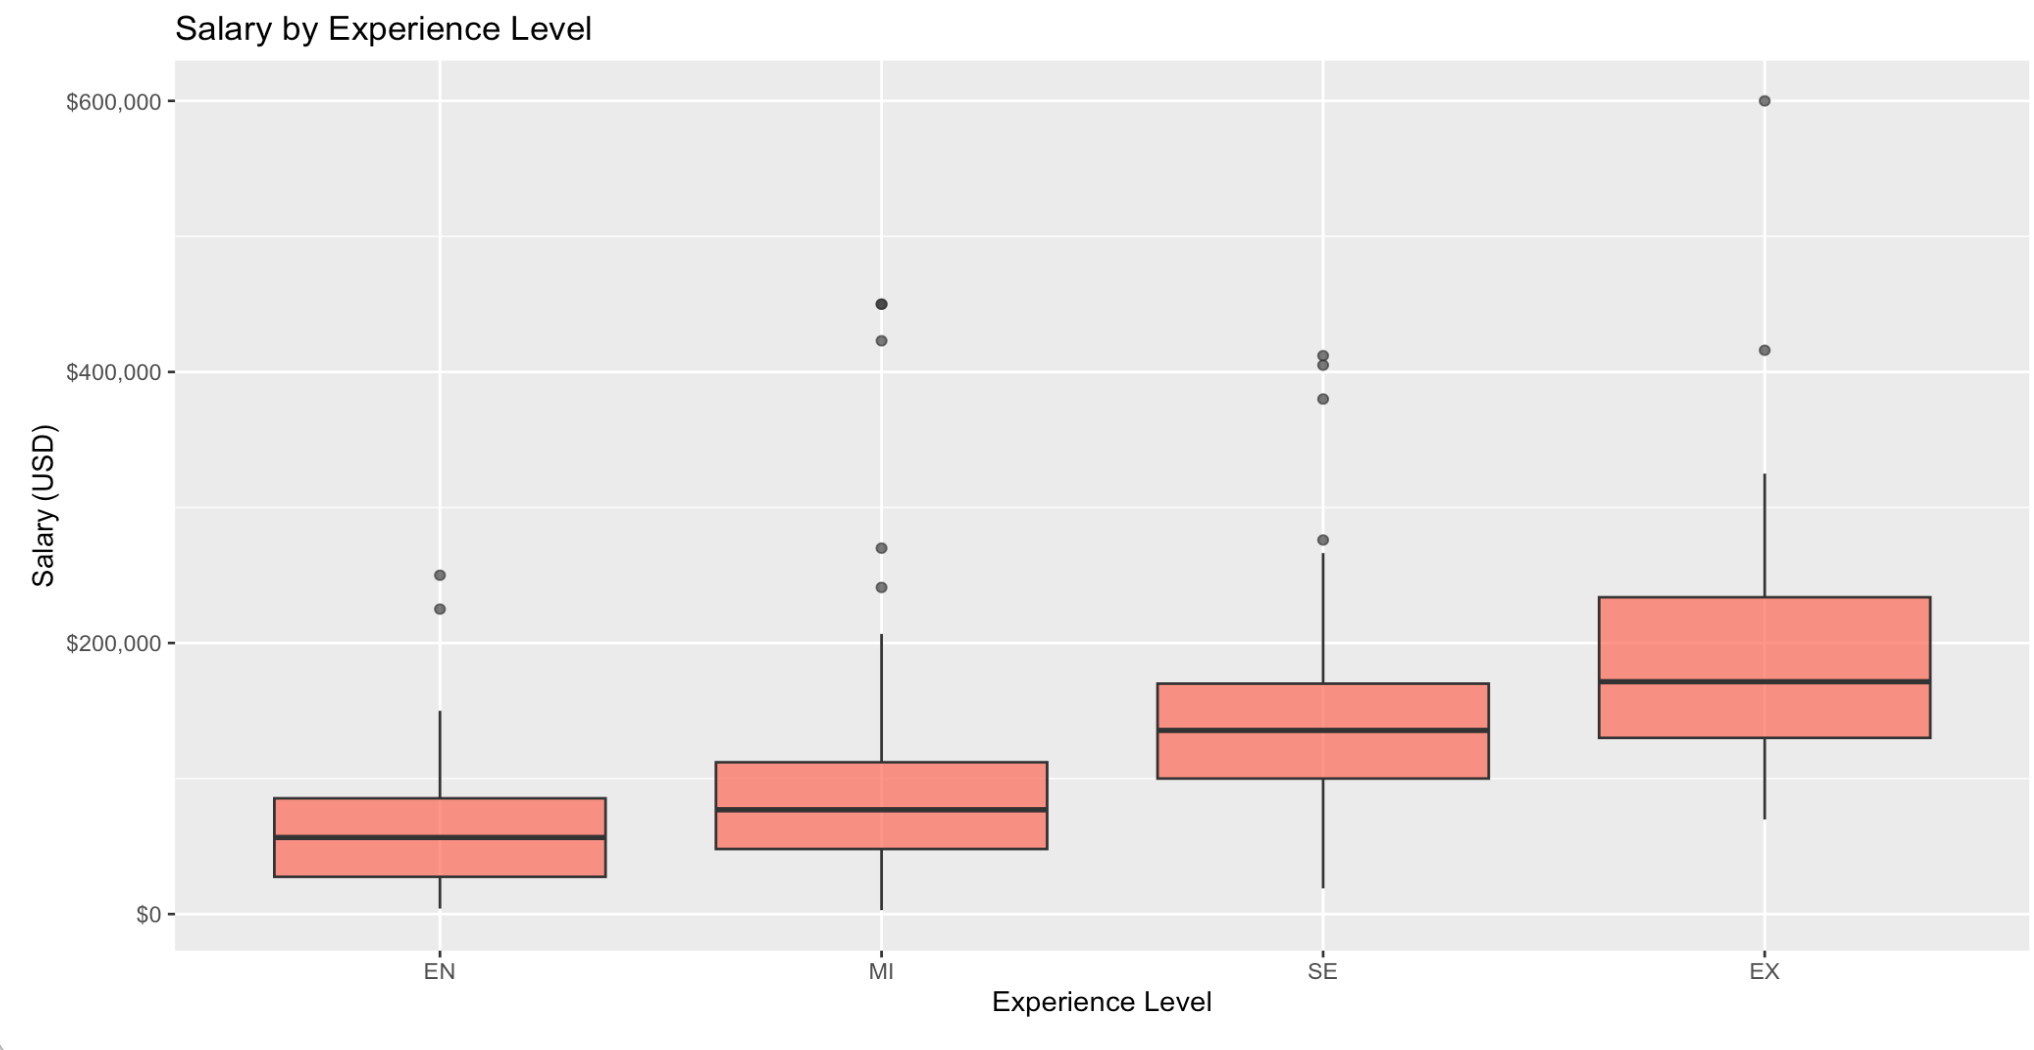 Salary by Experience Level
$600,000
$400,000
$200,000
$0
Salary (USD)
EN MI SE EX
Experience Level